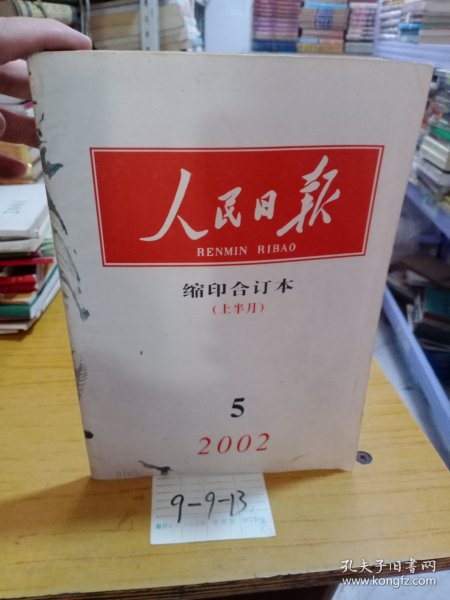 人民日报
RENMIN RIBAO
缩印合订本
(上半月)
5
2002
9-9-13
孔夫子旧书网
www.kongfz.com